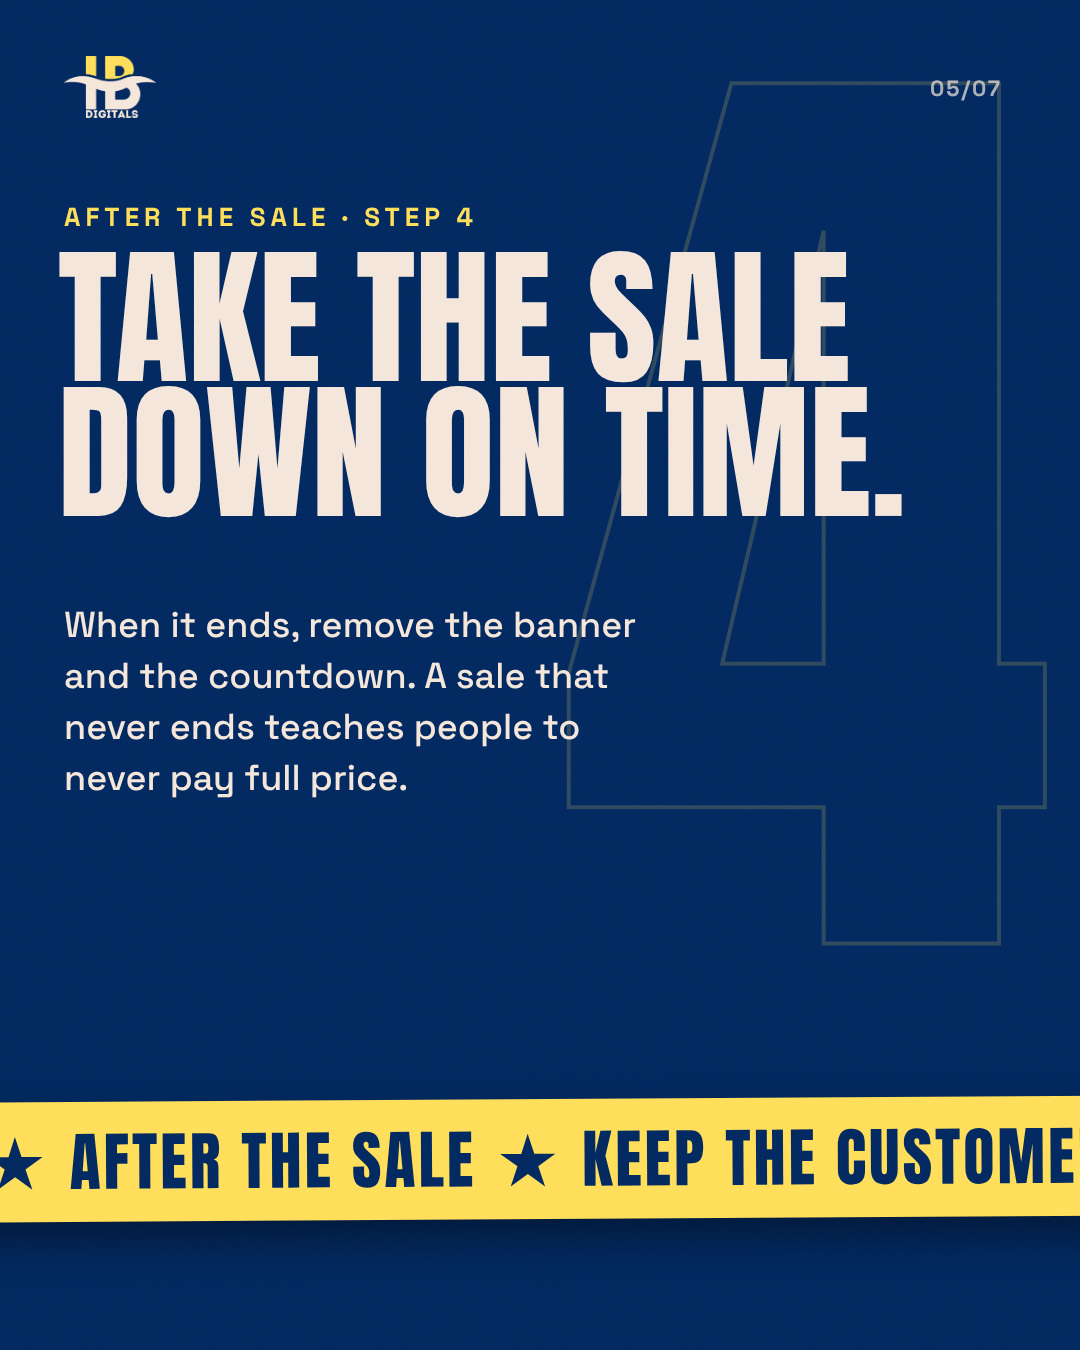 HB
DIGITALS
05/07
AFTER THE SALE · STEP 4
TAKE THE SALE
DOWN ON TIME.
4
When it ends, remove the banner
and the countdown. A sale that
never ends teaches people to
never pay full price.
★ AFTER THE SALE ★ KEEP THE CUSTOME